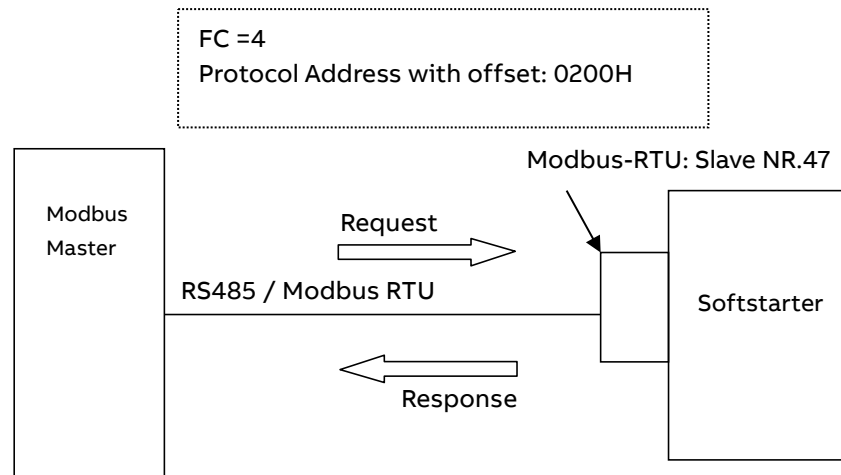 FC =4
Protocol Address with offset: 0200H
Modbus-RTU: Slave NR.47
Modbus
Master
Request
RS485 / Modbus RTU
Softstarter
Response